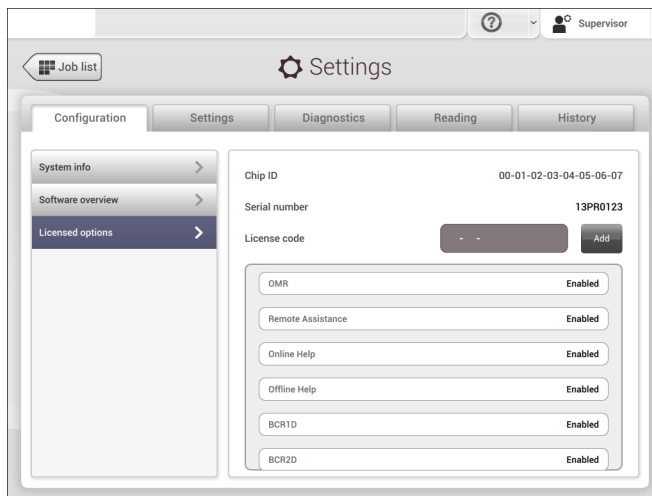 ? Supervisor
Job list
Settings
Configuration Settings Diagnostics Reading History
System info
Software overview
Licensed options
Chip ID 00-01-02-03-04-05-06-07
Serial number 13PR0123
License code - - Add
OMR Enabled
Remote Assistance Enabled
Online Help Enabled
Offline Help Enabled
BCR1D Enabled
BCR2D Enabled